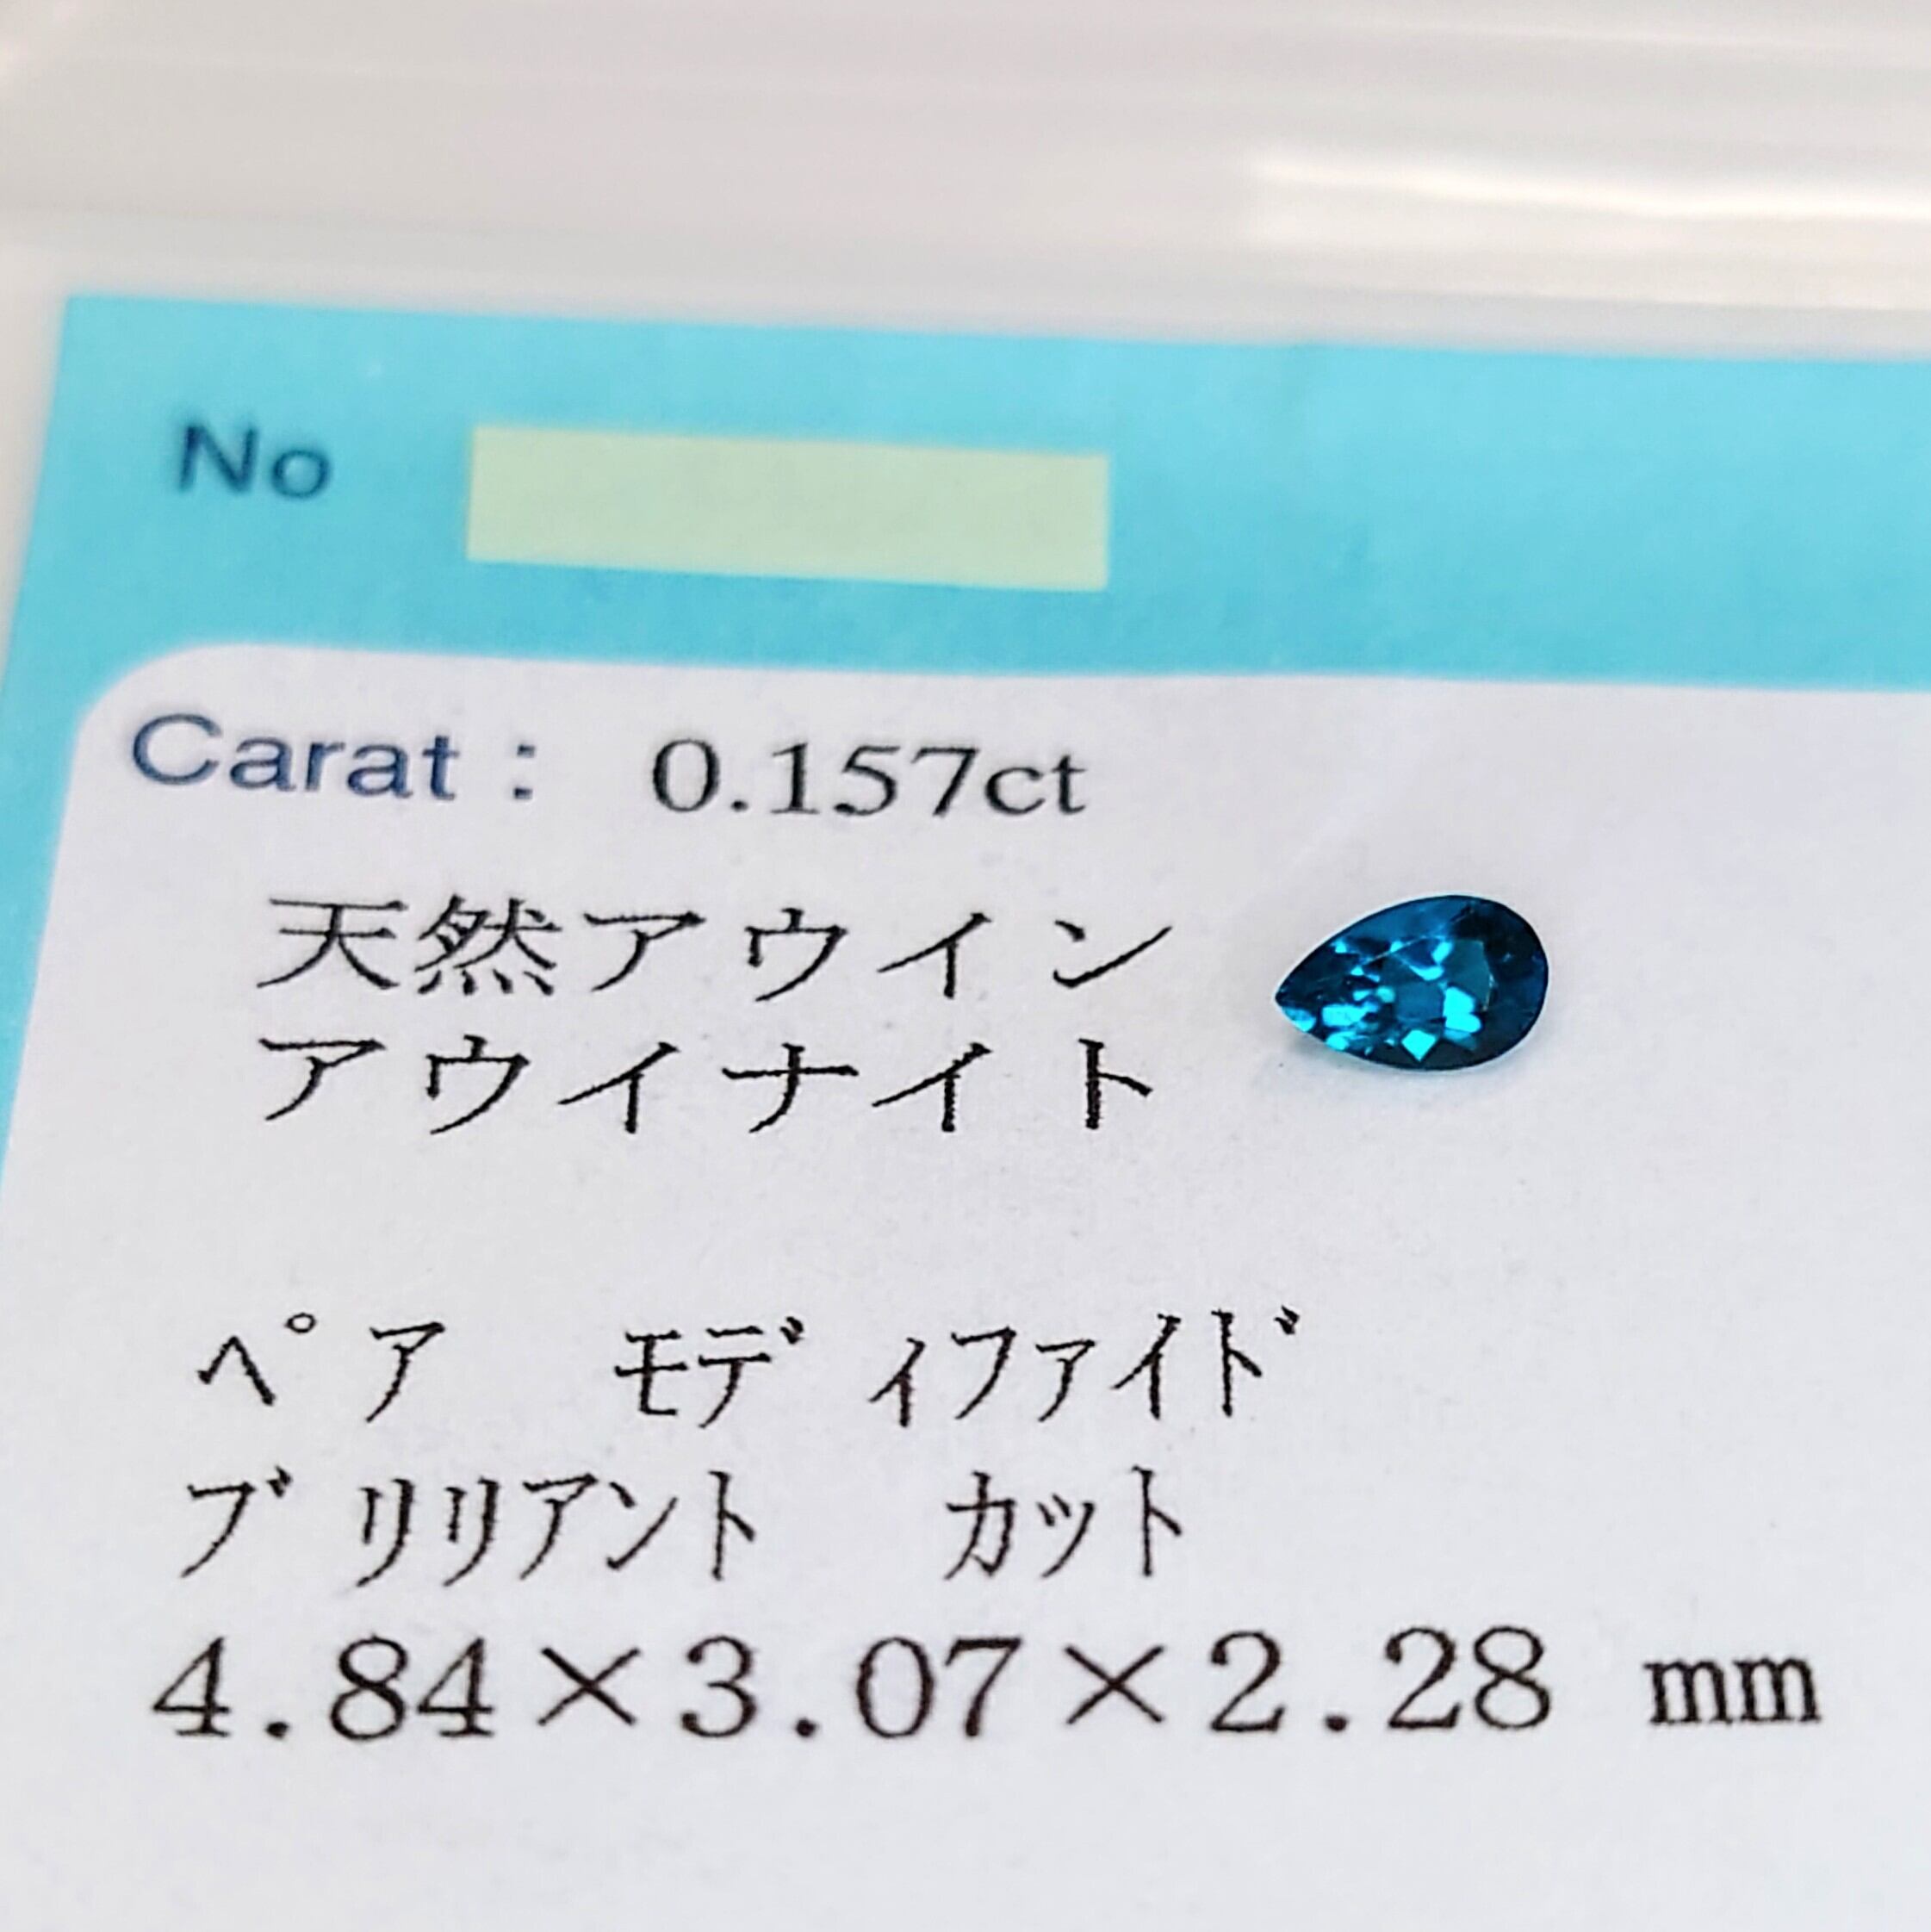 No
Carat : 0.157ct
天然アウイン
アウイナイト
ﾍﾟｱ ﾓﾃﾞｨﾌｧｲﾄﾞ
ﾌﾞﾘﾘｱﾝﾄ ｶｯﾄ
4.84×3.07×2.28 mm